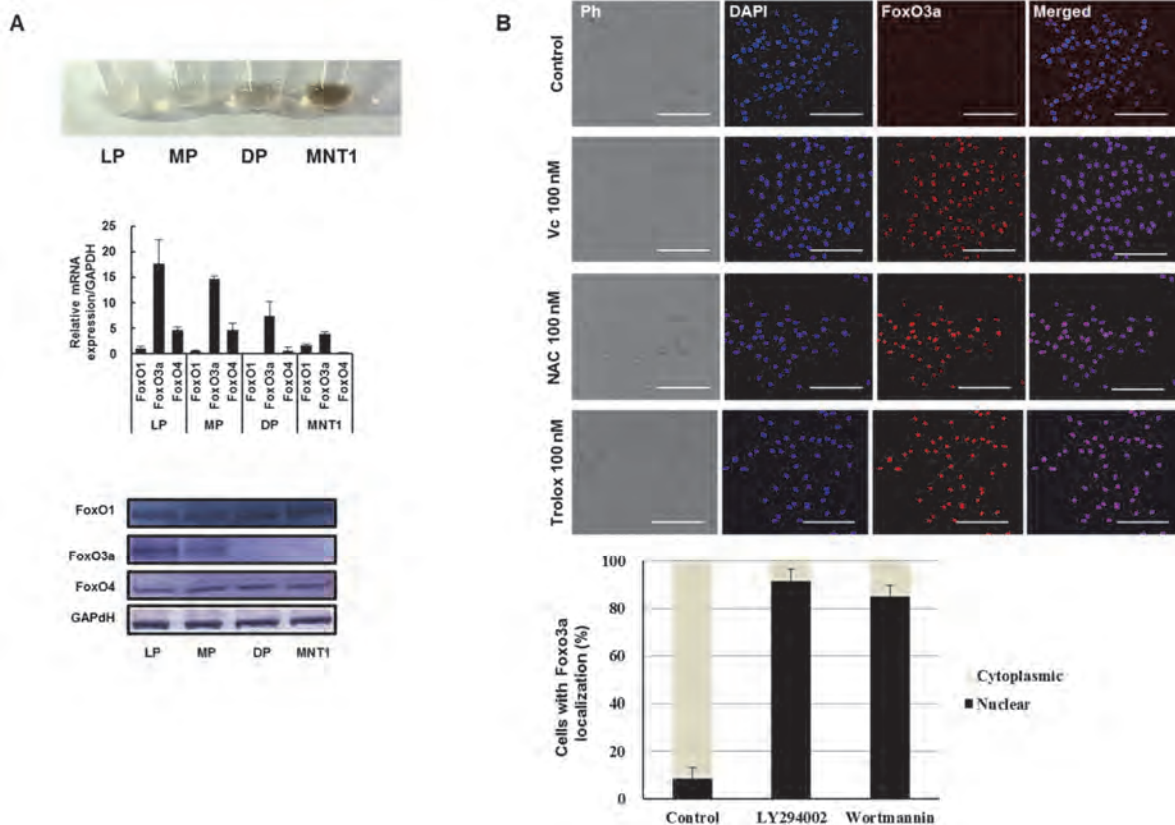 A
LP MP DP MNT1
Relative mRNA
expression/GAPDH
25
20
15
10
5
0
FoxO1 FoxO3a FoxO4 FoxO1 FoxO3a FoxO4 FoxO1 FoxO3a FoxO4 FoxO1 FoxO3a FoxO4
LP MP DP MNT1
FoxO1
FoxO3a
FoxO4
GAPdH
LP MP DP MNT1
B
Ph DAPI FoxO3a Merged
Control
Vc 100 nM
NAC 100 nM
Trolox 100 nM
Cells with Foxo3a
localization (%)
100
80
60
40
20
0
Control LY294002 Wortmannin
Cytoplasmic
Nuclear